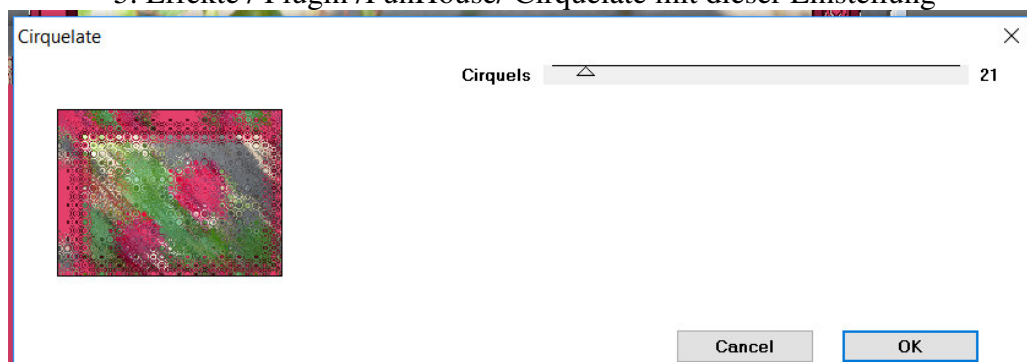 5. Effekte / Plugin /FunHouse/ Cirquelate mit dieser Einstellung
Cirquelate
Cirquels 21
Cancel OK